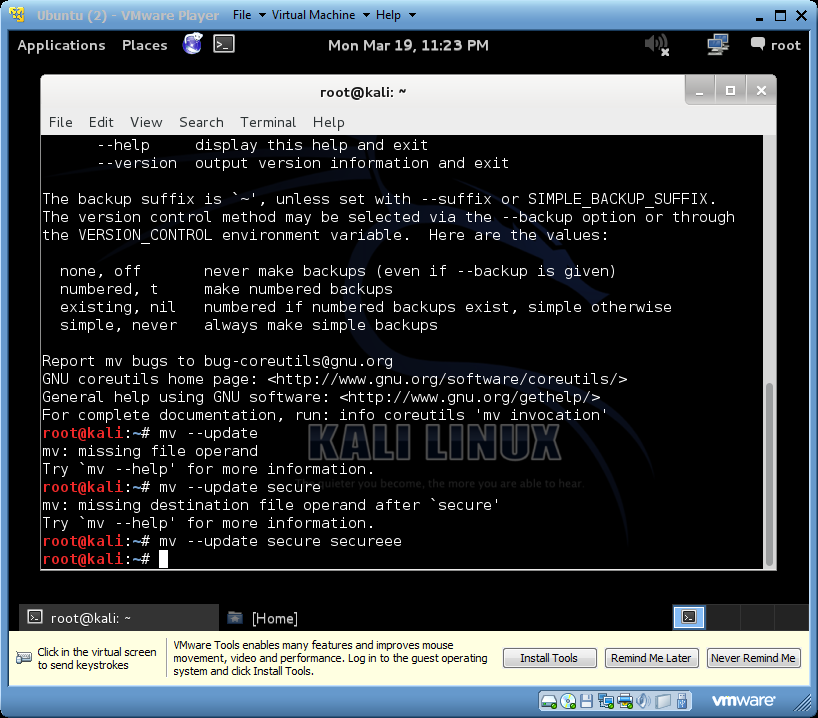 Ubuntu (2) - VMware Player File Virtual Machine Help
Applications Places Mon Mar 19, 11:23 PM root
root@kali: ~
File Edit View Search Terminal Help
--help display this help and exit
--version output version information and exit
The backup suffix is `~', unless set with --suffix or SIMPLE_BACKUP_SUFFIX.
The version control method may be selected via the --backup option or through
the VERSION_CONTROL environment variable. Here are the values:
none, off never make backups (even if --backup is given)
numbered, t make numbered backups
existing, nil numbered if numbered backups exist, simple otherwise
simple, never always make simple backups
Report mv bugs to bug-coreutils@gnu.org
GNU coreutils home page: <http://www.gnu.org/software/coreutils/>
General help using GNU software: <http://www.gnu.org/gethelp/>
For complete documentation, run: info coreutils 'mv invocation'
root@kali:~# mv --update
KALI LINUX
mv: missing file operand
Try `mv --help' for more information.
quieter you become, the more you are able to hear.
root@kali:~# mv --update secure
mv: missing destination file operand after `secure'
Try `mv --help' for more information.
root@kali:~# mv --update secure secureee
root@kali:~#
root@kali: ~ [Home]
Click in the virtual screen
to send keystrokes
VMware Tools enables many features and improves mouse
movement, video and performance. Log in to the guest operating
system and click Install Tools.
Install Tools Remind Me Later Never Remind Me
vmware